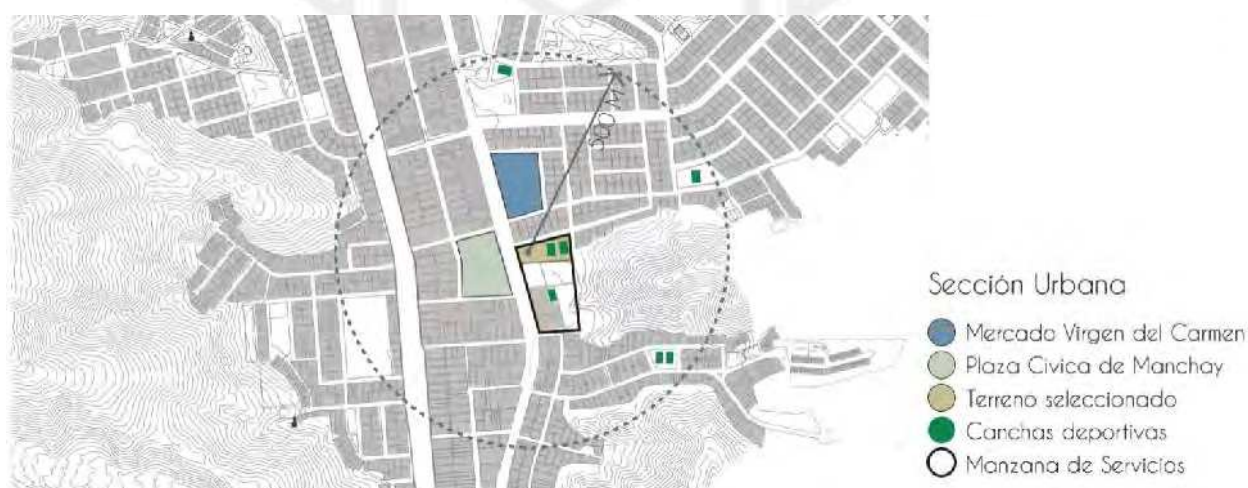 Sección Urbana
Mercado Virgen del Carmen
Plaza Civica de Manchay
Terreno seleccionado
Canchas deportivas
Manzana de Servicios